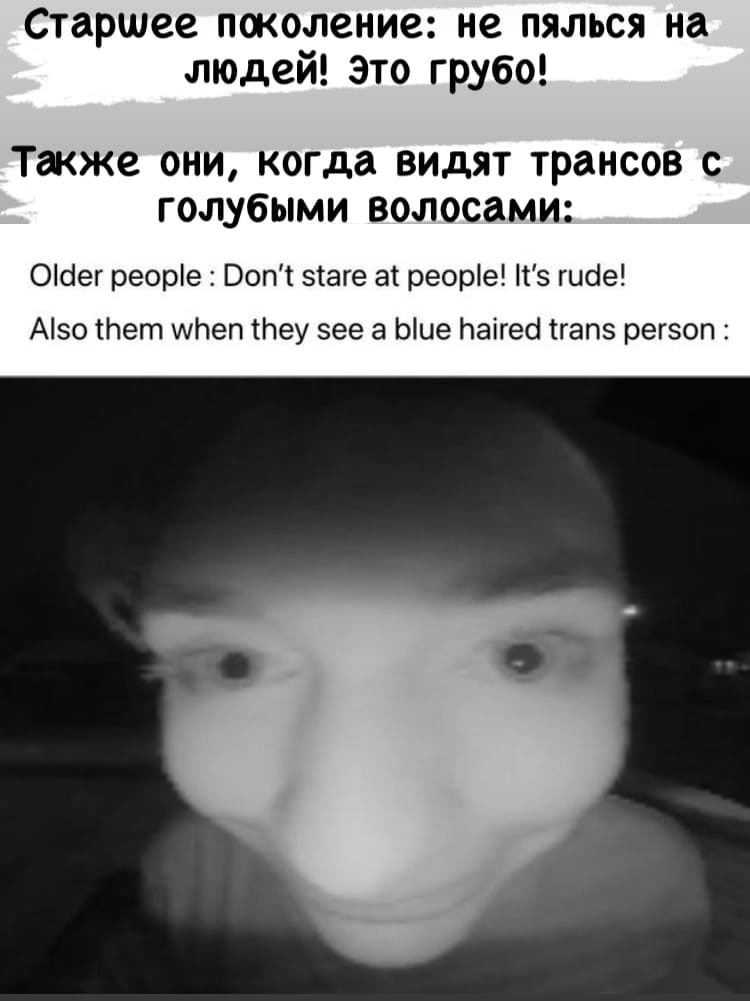 Старшее поколение: не пялься на
людей! Это грубо!
Также они, когда видят трансов с
голубыми волосами:
Older people : Don't stare at people! It's rude!
Also them when they see a blue haired trans person :